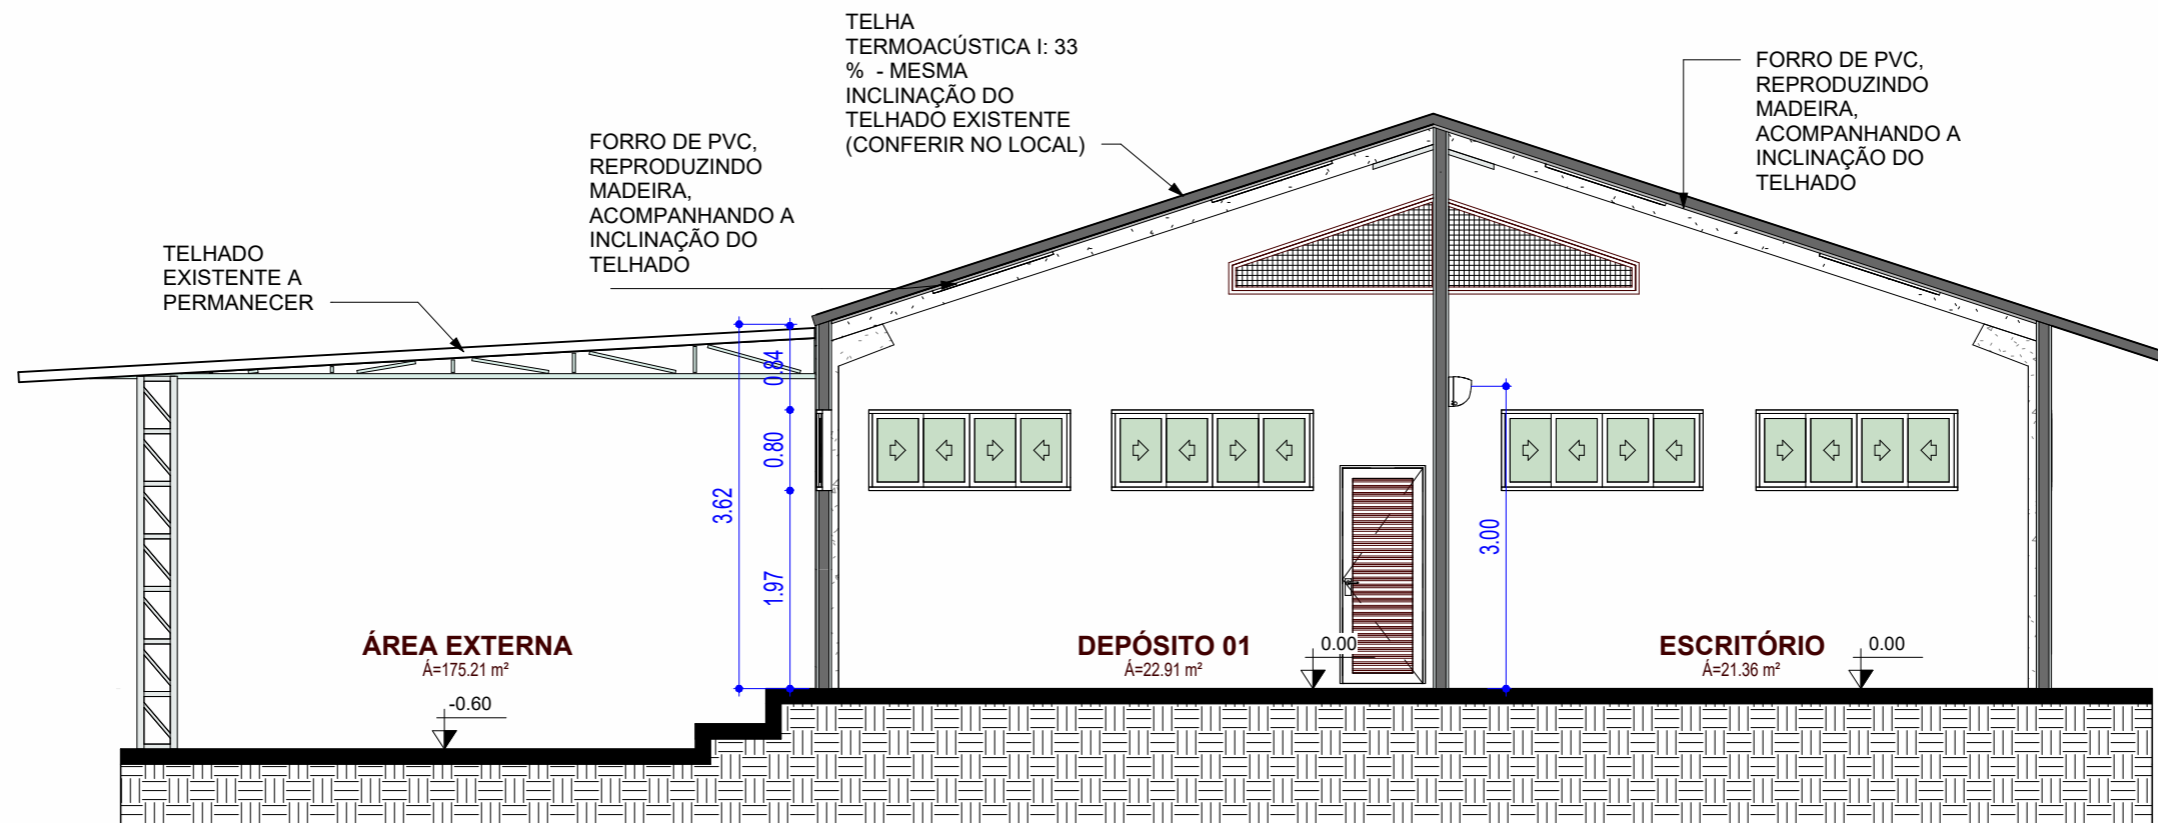 TELHA
TERMOACÚSTICA I: 33
% - MESMA
INCLINAÇÃO DO
TELHADO EXISTENTE
(CONFERIR NO LOCAL)
FORRO DE PVC,
REPRODUZINDO
MADEIRA,
ACOMPANHANDO A
INCLINAÇÃO DO
TELHADO
FORRO DE PVC,
REPRODUZINDO
MADEIRA,
ACOMPANHANDO A
INCLINAÇÃO DO
TELHADO
TELHADO
EXISTENTE A
PERMANECER
0.84
0.80
3.62
1.97
3.00
ÁREA EXTERNA
Á=175.21 m²
-0.60
DEPÓSITO 01
Á=22.91 m²
0.00
ESCRITÓRIO
Á=21.36 m²
0.00